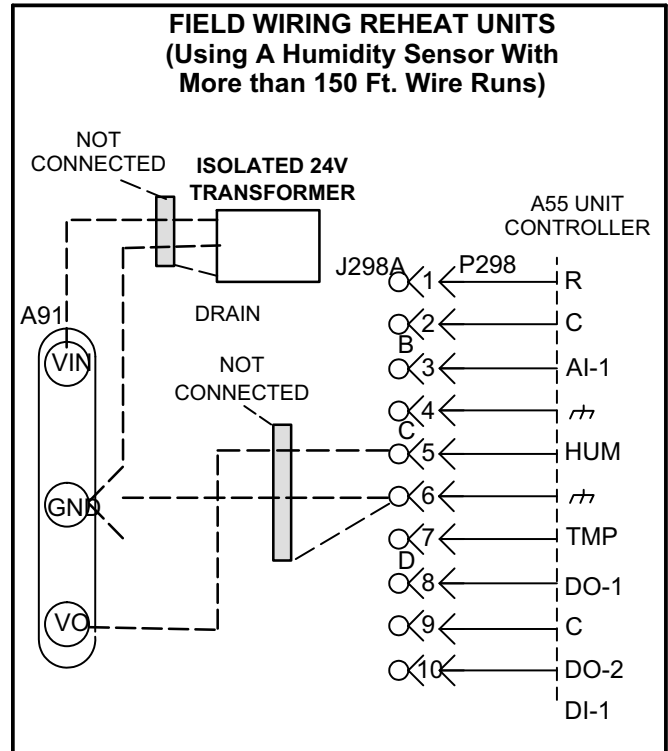 FIELD WIRING REHEAT UNITS
(Using A Humidity Sensor With
More than 150 Ft. Wire Runs)
NOT
CONNECTED
ISOLATED 24V
TRANSFORMER
A55 UNIT
CONTROLLER
J298A
P298
1
R
A91
DRAIN
2
C
B
VIN
NOT
CONNECTED
3
AI-1
4
C
5
HUM
GND
6
7
TMP
D
8
DO-1
VO
9
C
10
DO-2
DI-1